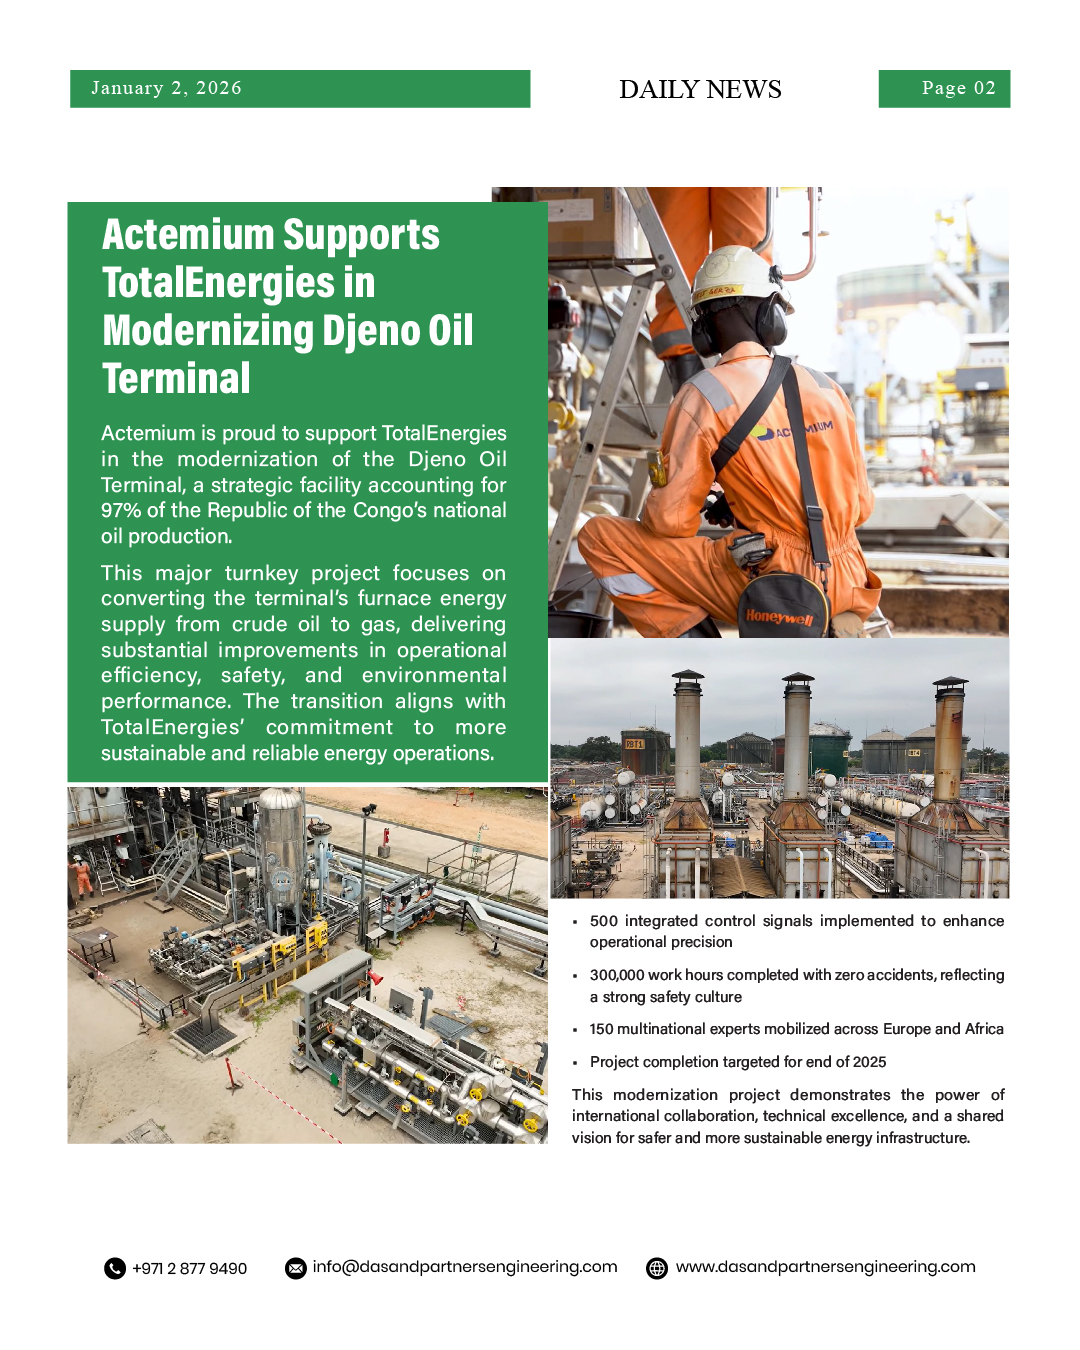 January 2, 2026
DAILY NEWS
Page 02
Actemium Supports
TotalEnergies in
Modernizing Djeno Oil
Terminal
Actemium is proud to support TotalEnergies
in the modernization of the Djeno Oil
Terminal, a strategic facility accounting for
97% of the Republic of the Congo’s national
oil production.
This major turnkey project focuses on
converting the terminal’s furnace energy
supply from crude oil to gas, delivering
substantial improvements in operational
efficiency, safety, and environmental
performance. The transition aligns with
TotalEnergies’ commitment to more
sustainable and reliable energy operations.
ACTEMIUM
Honeywell
• 500 integrated control signals implemented to enhance
operational precision
• 300,000 work hours completed with zero accidents, reflecting
a strong safety culture
• 150 multinational experts mobilized across Europe and Africa
• Project completion targeted for end of 2025
This modernization project demonstrates the power of
international collaboration, technical excellence, and a shared
vision for safer and more sustainable energy infrastructure.
+971 2 877 9490
info@dasandpartnersengineering.com
www.dasandpartnersengineering.com